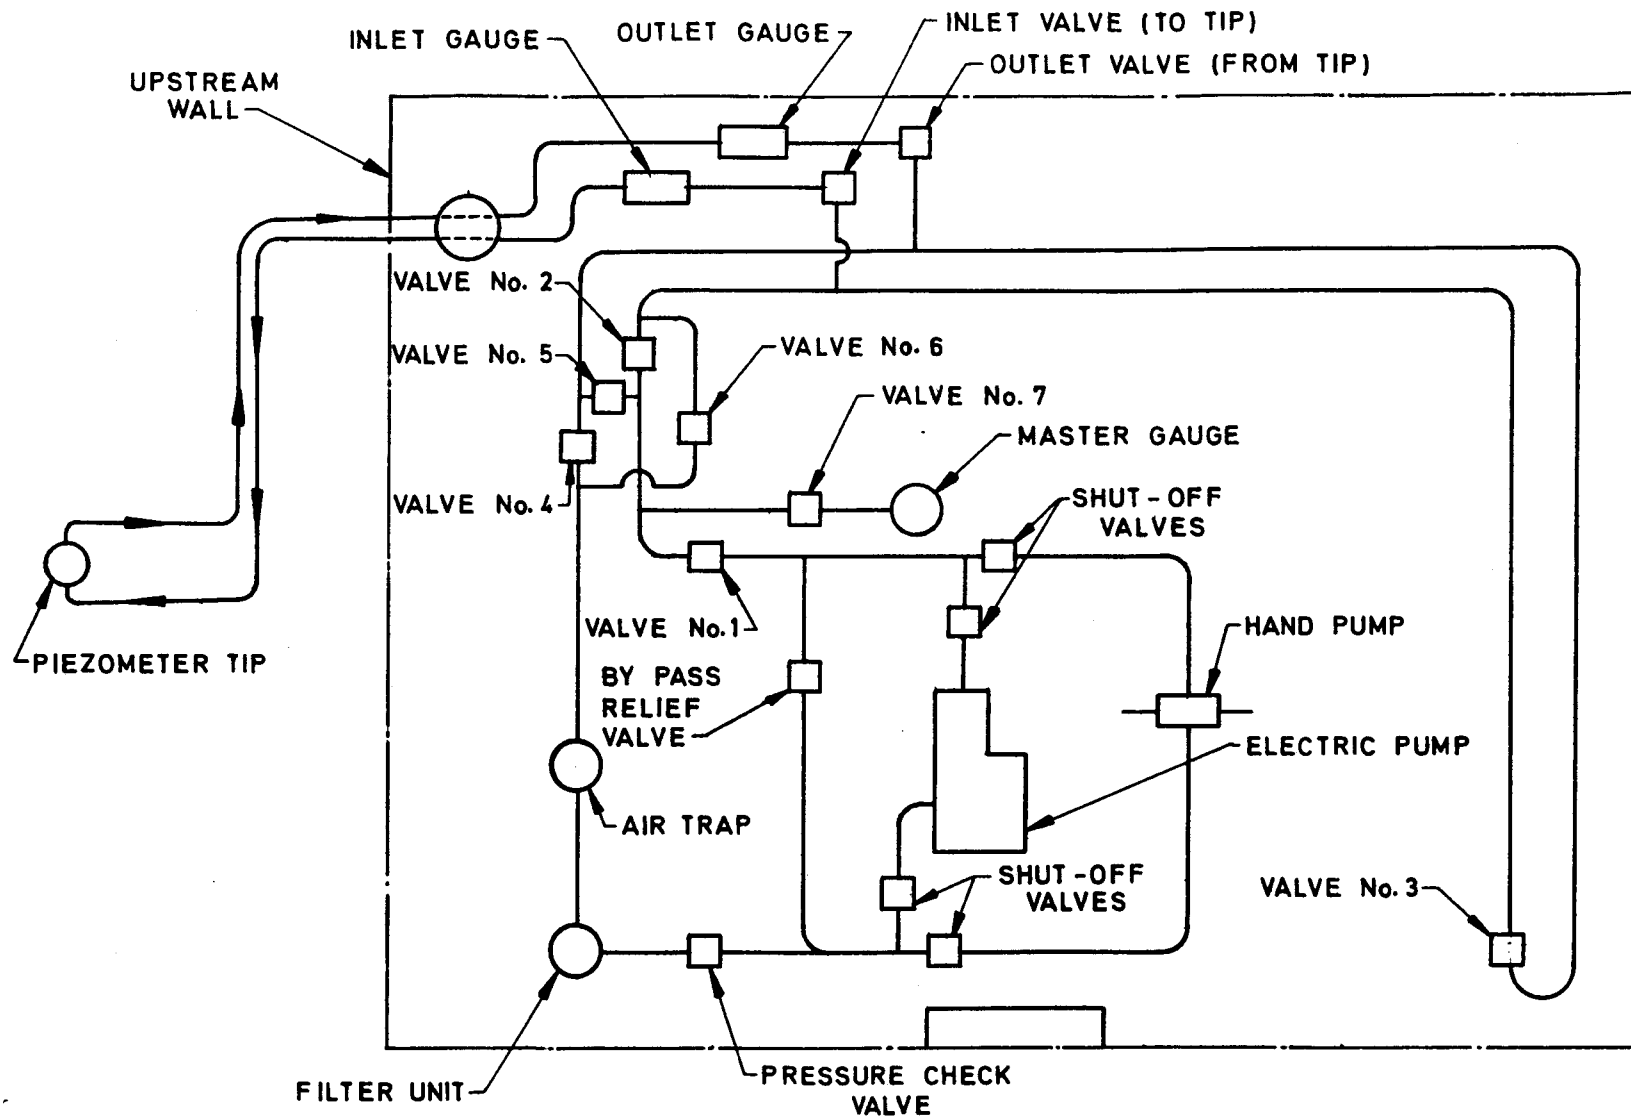 INLET VALVE (TO TIP)
OUTLET GAUGE
INLET GAUGE
OUTLET VALVE (FROM TIP)
UPSTREAM
WALL
VALVE No. 2
VALVE No. 5
VALVE No. 6
VALVE No. 7
MASTER GAUGE
VALVE No. 4
SHUT-OFF
VALVES
VALVE No. 1
HAND PUMP
PIEZOMETER TIP
BY PASS
RELIEF
VALVE
ELECTRIC PUMP
AIR TRAP
SHUT-OFF
VALVES
VALVE No. 3
FILTER UNIT
PRESSURE CHECK
VALVE